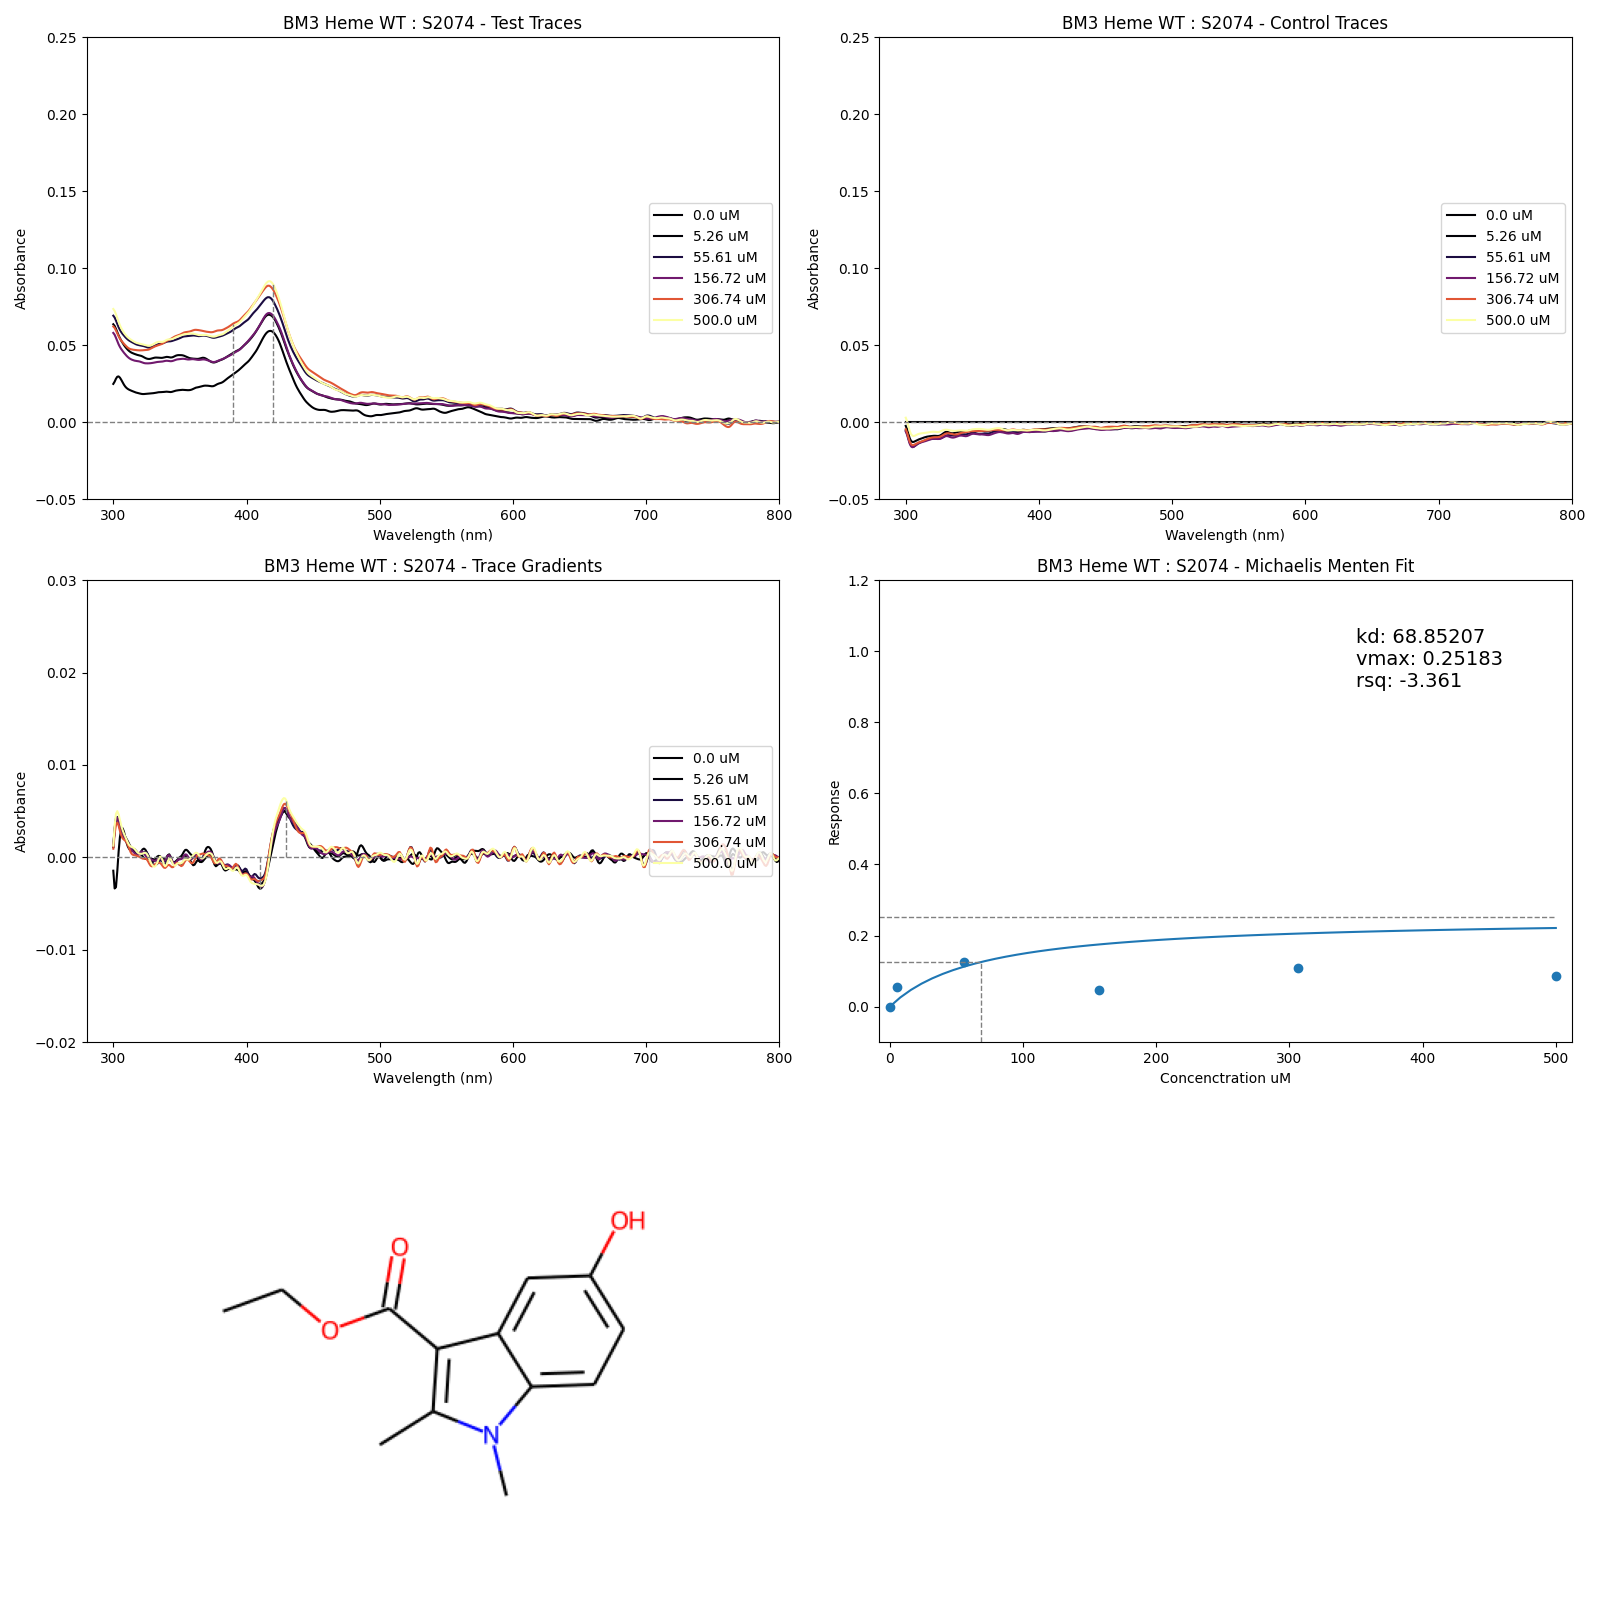 BM3 Heme WT : S2074 - Test Traces
0.25
0.20
0.15
0.10
0.05
0.00
−0.05
Absorbance
300
400
500
600
700
800
Wavelength (nm)
0.0 uM
5.26 uM
55.61 uM
156.72 uM
306.74 uM
500.0 uM
BM3 Heme WT : S2074 - Control Traces
0.25
0.20
0.15
0.10
0.05
0.00
−0.05
Absorbance
300
400
500
600
700
800
Wavelength (nm)
0.0 uM
5.26 uM
55.61 uM
156.72 uM
306.74 uM
500.0 uM
BM3 Heme WT : S2074 - Trace Gradients
0.03
0.02
0.01
0.00
−0.01
−0.02
Absorbance
300
400
500
600
700
800
Wavelength (nm)
0.0 uM
5.26 uM
55.61 uM
156.72 uM
306.74 uM
500.0 uM
BM3 Heme WT : S2074 - Michaelis Menten Fit
1.2
1.0
0.8
0.6
0.4
0.2
0.0
Response
0
100
200
300
400
500
Concenctration uM
kd: 68.85207
vmax: 0.25183
rsq: -3.361
OH
O
O
N